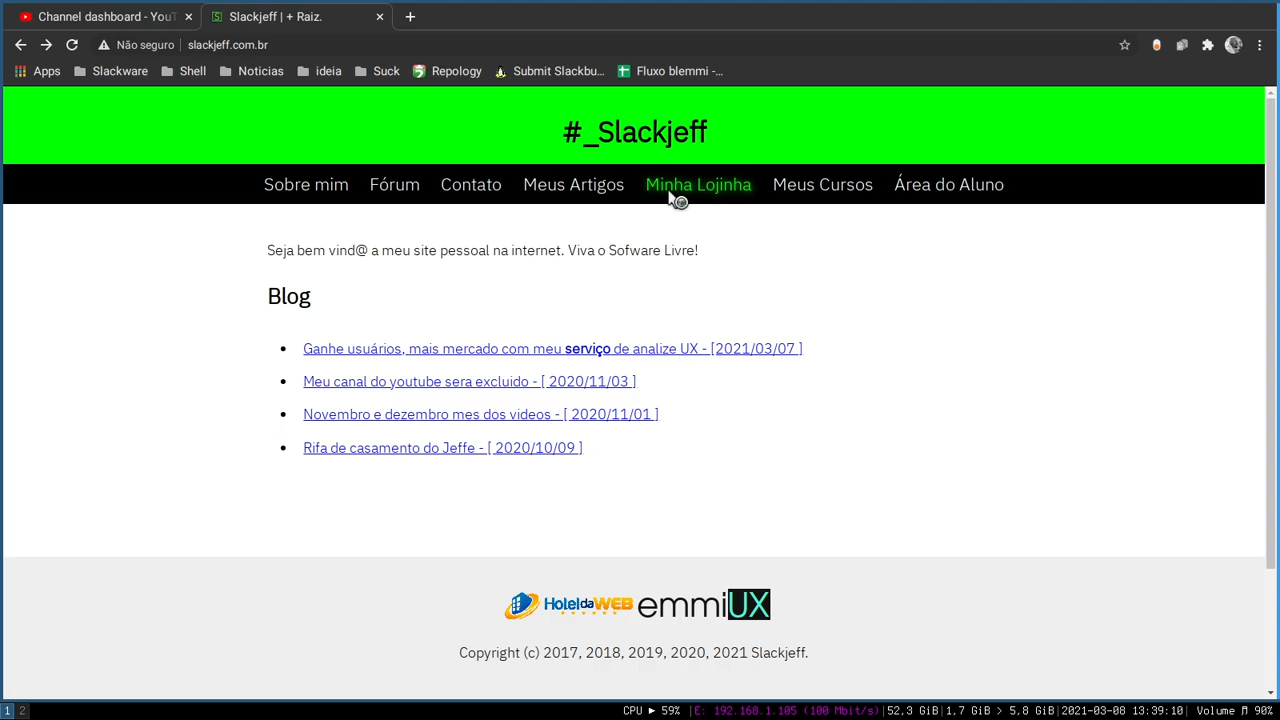 Channel dashboard - YouT
Slackjeff | + Raiz.
Não seguro | slackjeff.com.br
Apps Slackware Shell Noticias ideia Suck Repology Submit Slackbu... Fluxo blemmi -...
#_Slackjeff
Sobre mim Fórum Contato Meus Artigos Minha Lojinha Meus Cursos Área do Aluno
Seja bem vind@ a meu site pessoal na internet. Viva o Sofware Livre!
Blog
Ganhe usuários, mais mercado com meu serviço de analize UX - [2021/03/07 ]
Meu canal do youtube sera excluido - [ 2020/11/03 ]
Novembro e dezembro mes dos videos - [ 2020/11/01 ]
Rifa de casamento do Jeffe - [ 2020/10/09 ]
HoteldaWEB emmiUX
Copyright (c) 2017, 2018, 2019, 2020, 2021 Slackjeff.
1 2 CPU ► 59% |E: 192.168.1.105 (100 Mbit/s)|52,3 GiB|1,7 GiB > 5,8 GiB|2021-03-08 13:39:10| Volume ♬ 90%